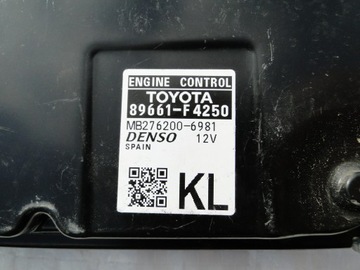 ENGINE CONTROL
TOYOTA
89661-F4250
MB276200-6981
DENSO 12V
SPAIN
KL